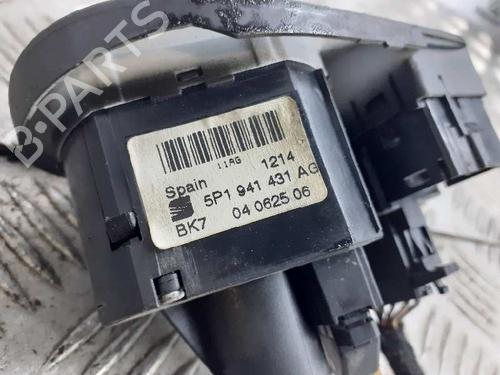 B-PARTS
11AG
1214
Spain
5P1 941 431 AG
BK7
04 0625 06